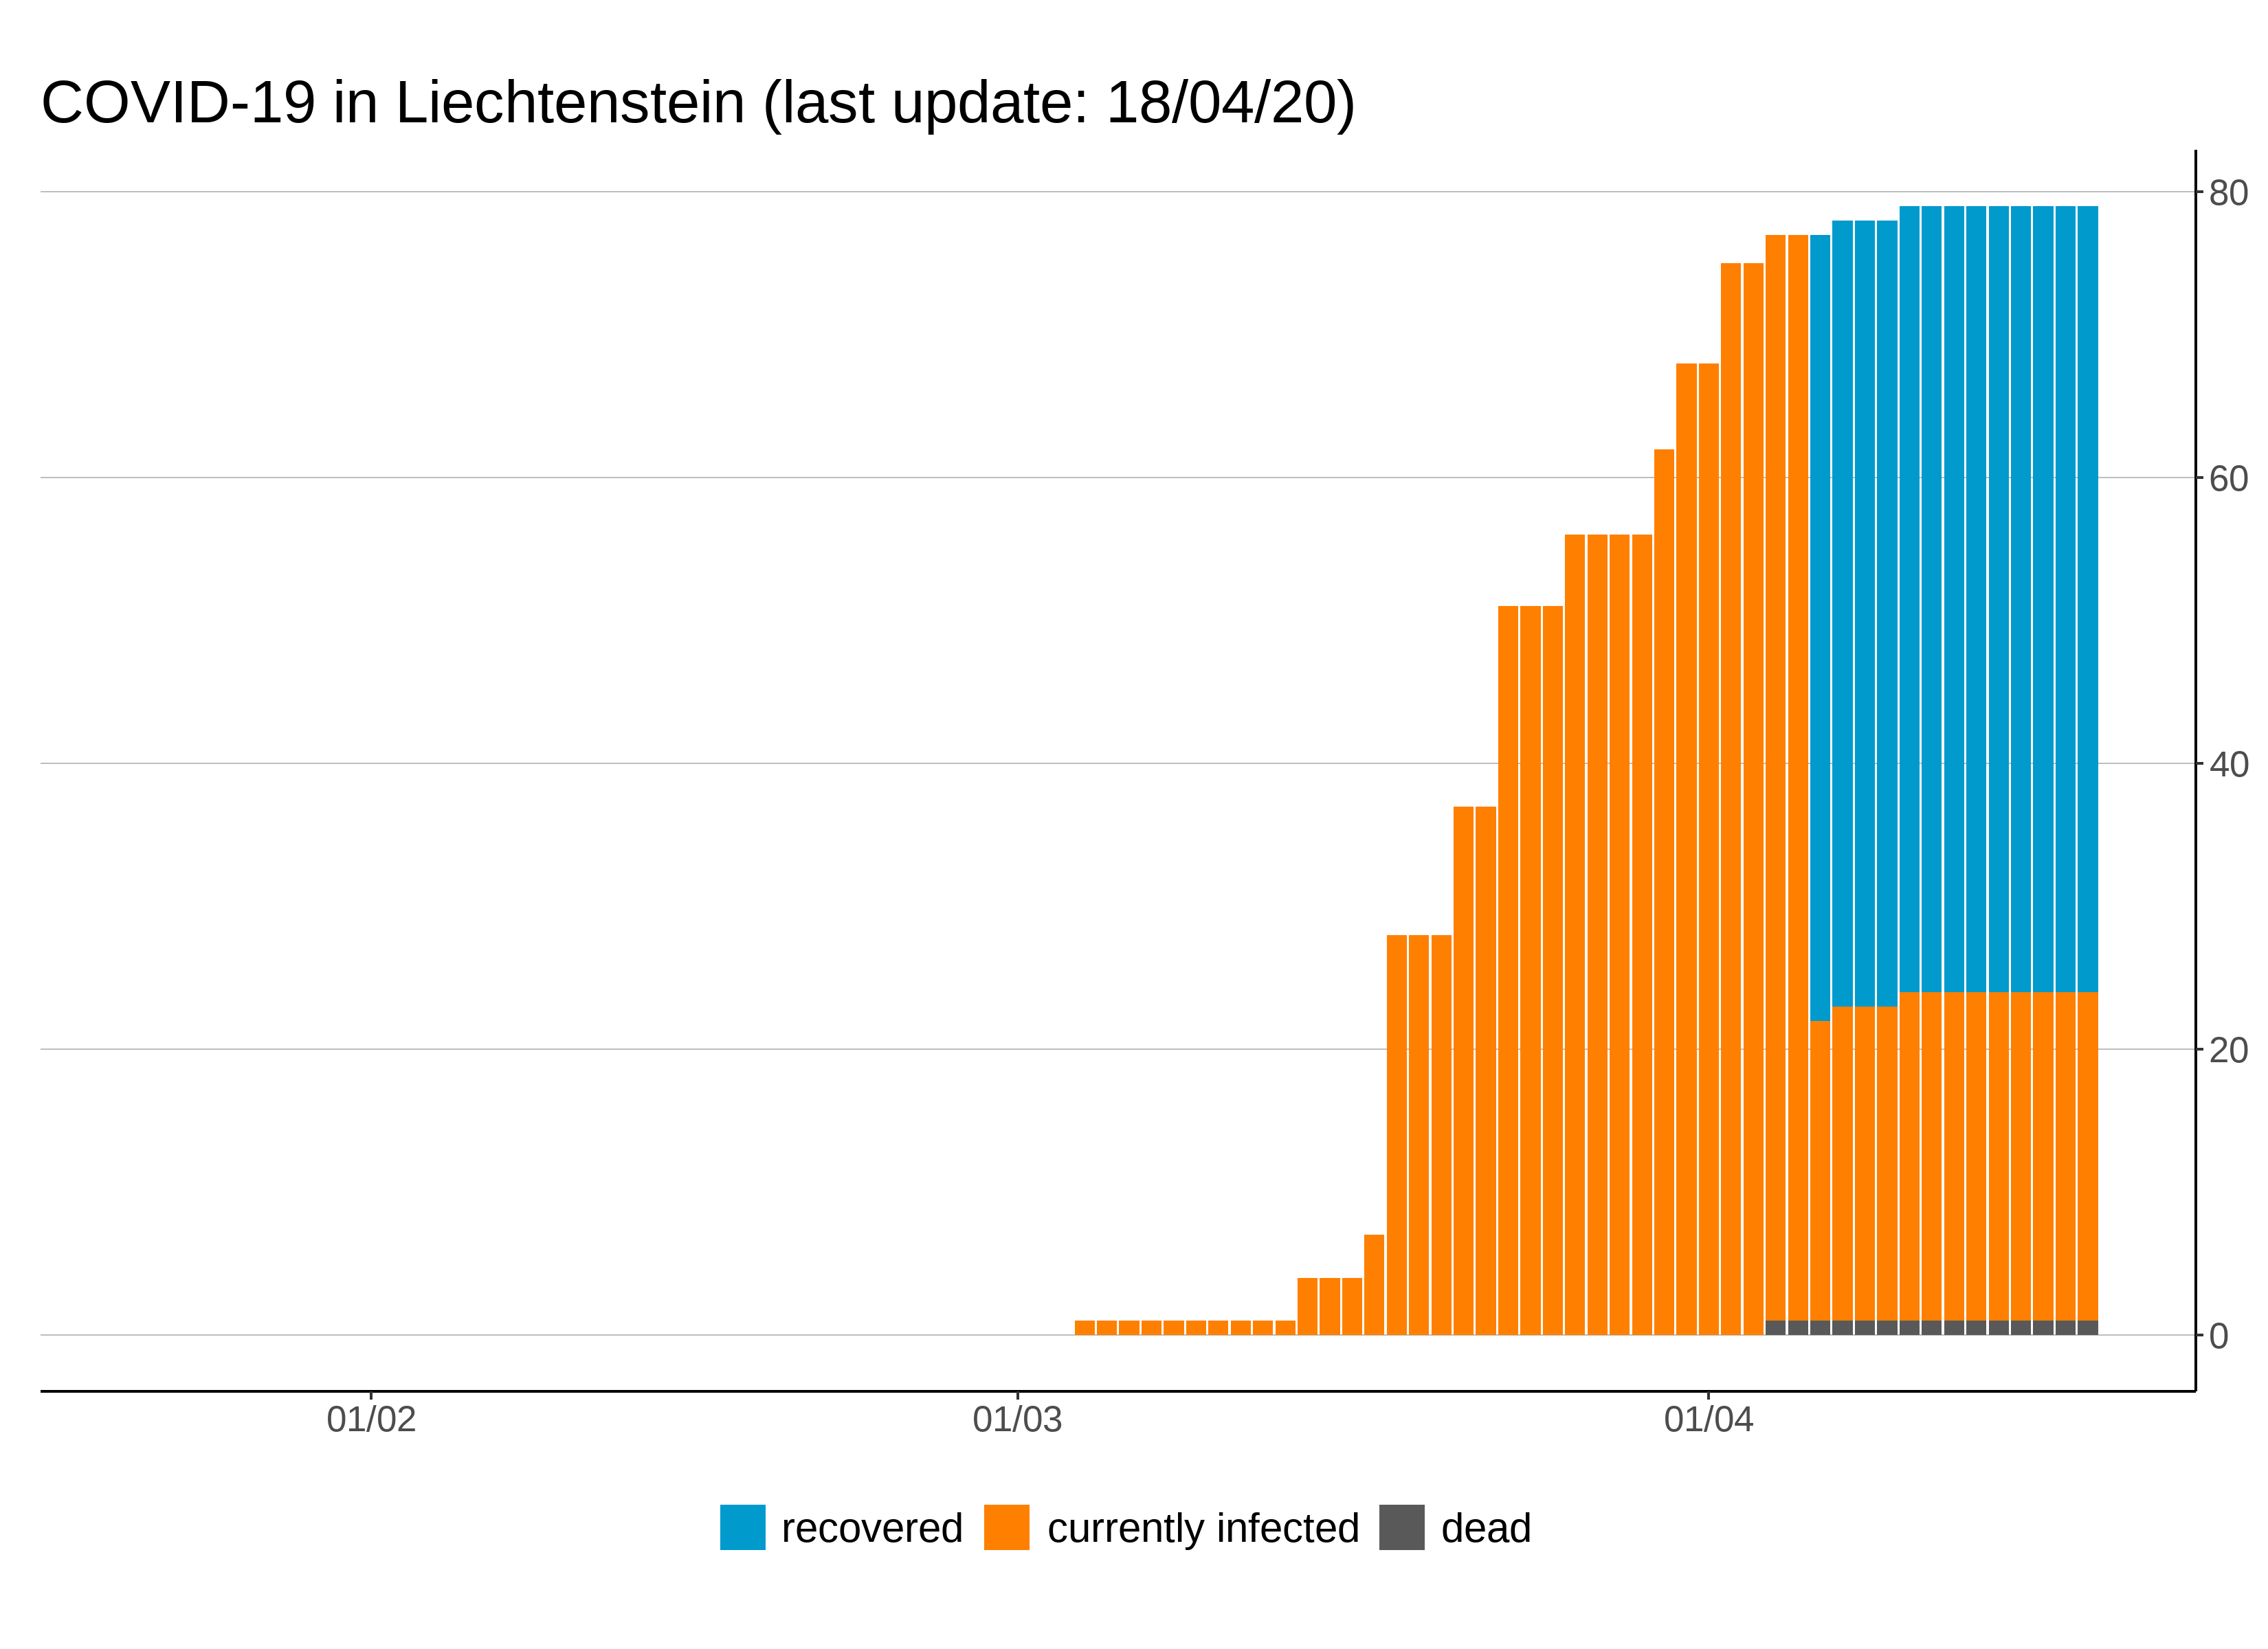 COVID-19 in Liechtenstein (last update: 18/04/20)
80
60
40
20
0
01/02 01/03 01/04
recovered currently infected dead